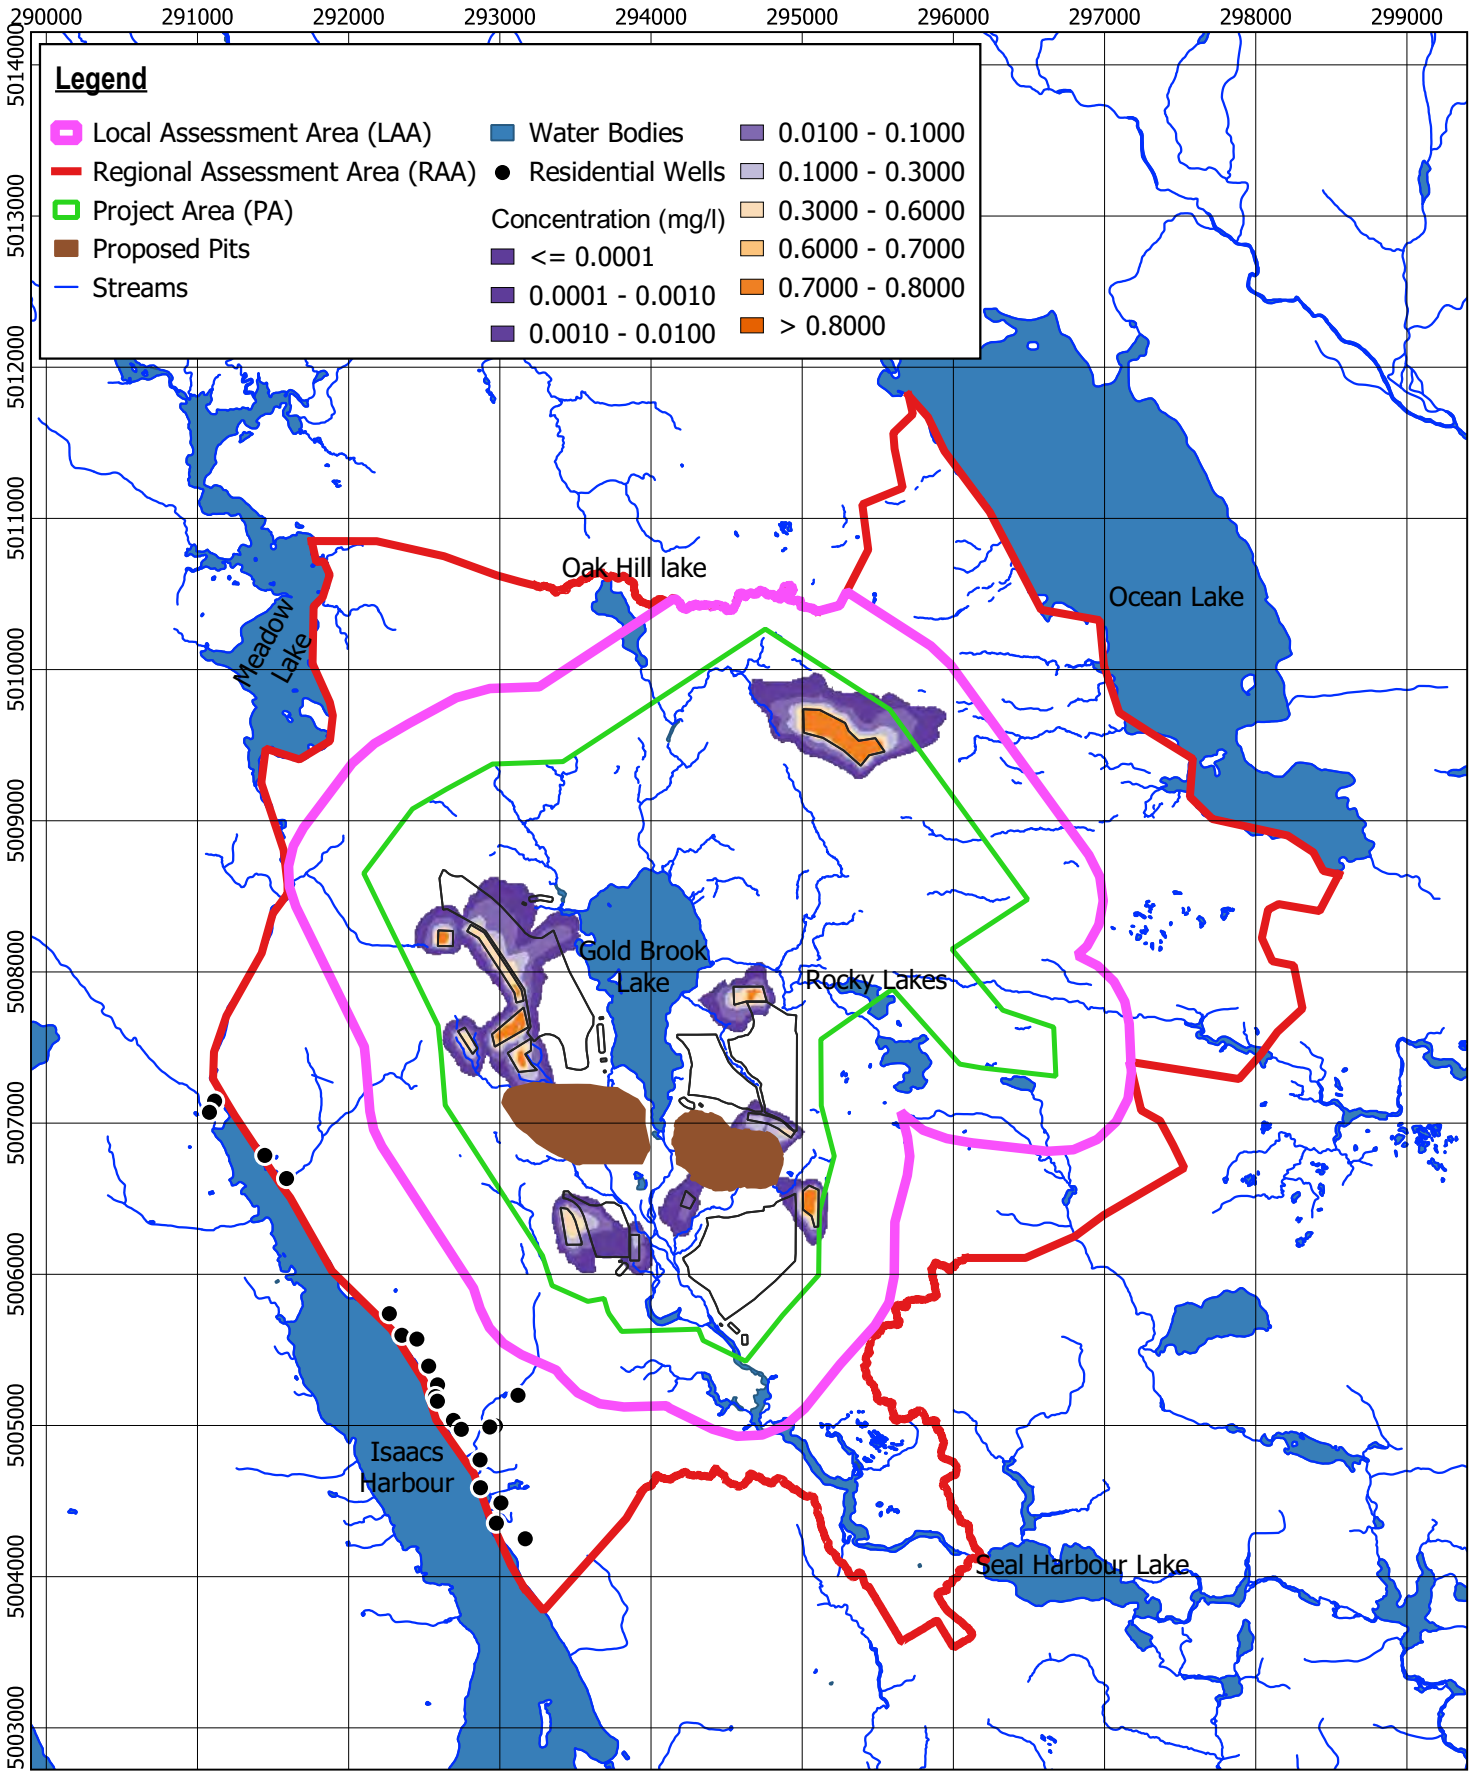 290000 291000 292000 293000 294000 295000 296000 297000 298000 299000
5014000
5013000
5012000
5011000
5010000
5009000
5008000
5007000
5006000
5005000
5004000
5003000
Legend
Local Assessment Area (LAA)
Regional Assessment Area (RAA)
Project Area (PA)
Proposed Pits
Streams
Water Bodies
Residential Wells
Concentration (mg/l)
<= 0.0001
0.0001 - 0.0010
0.0010 - 0.0100
0.0100 - 0.1000
0.1000 - 0.3000
0.3000 - 0.6000
0.6000 - 0.7000
0.7000 - 0.8000
> 0.8000
Oak Hill lake
Ocean Lake
Meadow
Lake
Gold Brook
Lake
Rocky Lakes
Isaacs
Harbour
Seal Harbour Lake